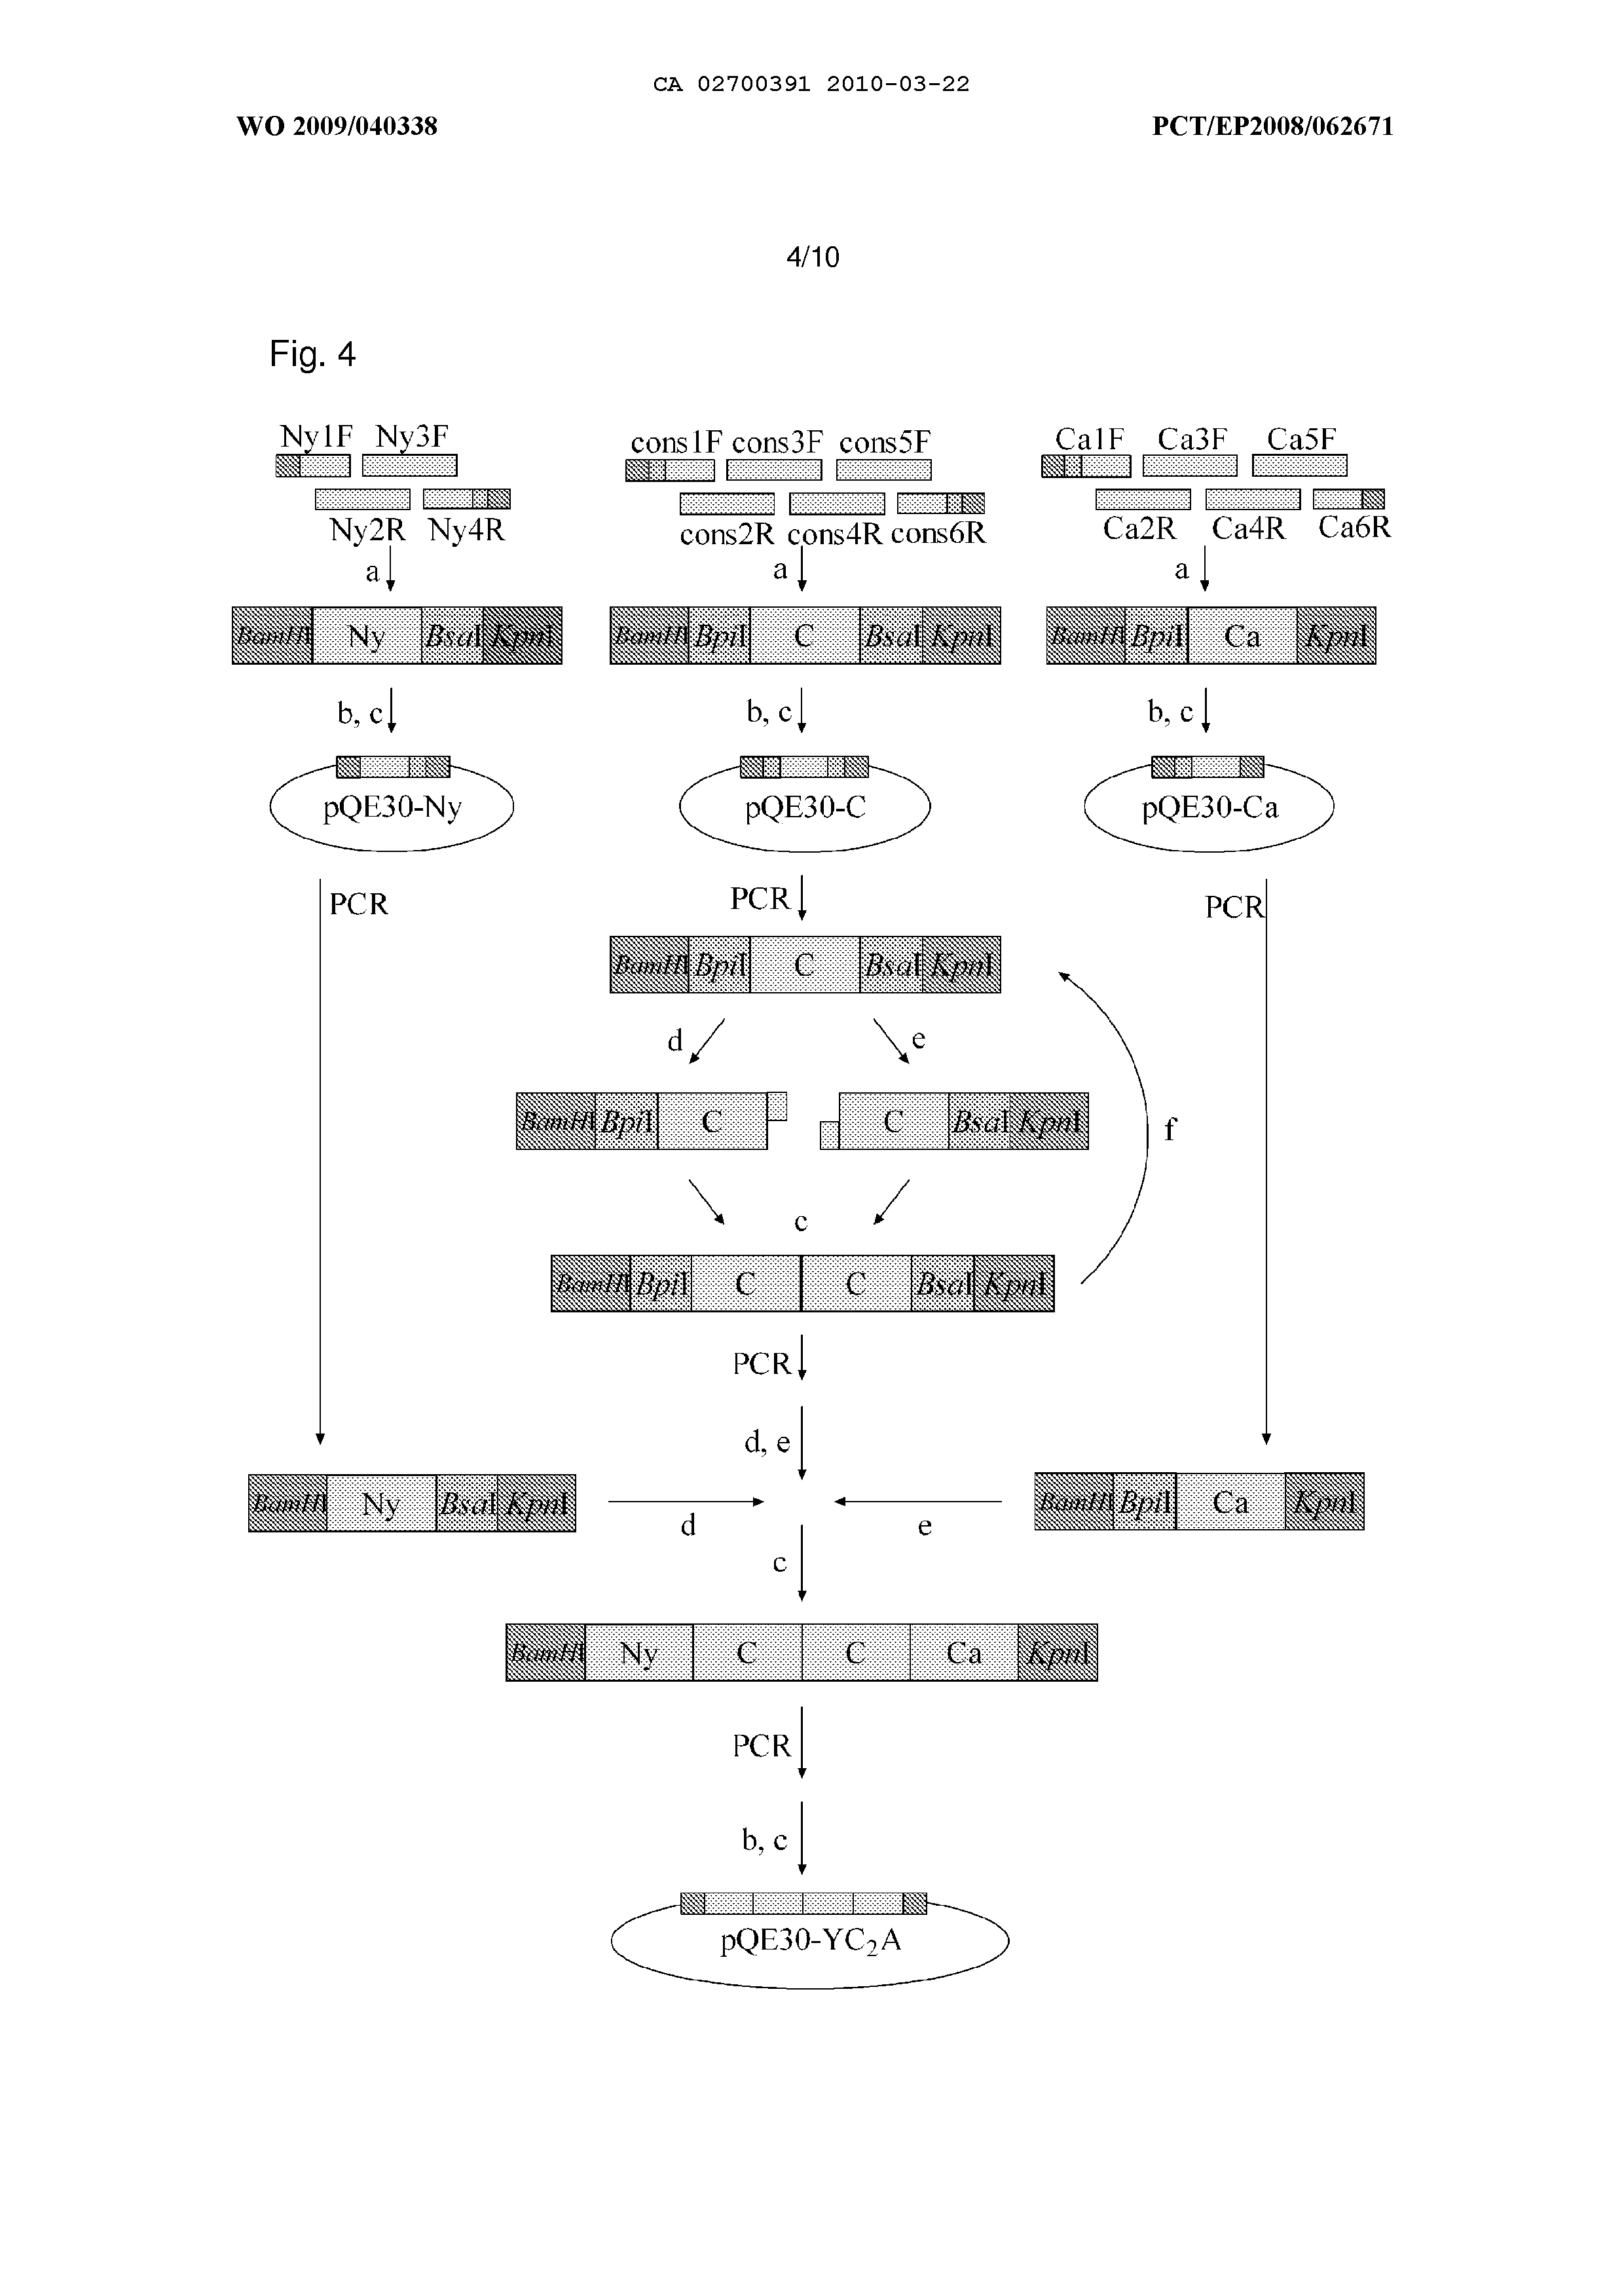 CA 02700391 2010-03-22
WO 2009/040338 PCT/EP2008/062671
4/10
Fig. 4
Ny1F Ny3F cons1F cons3F cons5F Ca1F Ca3F Ca5F
Ny2R Ny4R cons2R cons4R cons6R Ca2R Ca4R Ca6R
a a a
BamHI Ny BsaI KpnI BamHI BpiI C BsaI KpnI BamHI BpiI Ca KpnI
b, c b, c b, c
pQE30-Ny pQE30-C pQE30-Ca
PCR PCR PCR
BamHI BpiI C BsaI KpnI
d e
BamHI BpiI C C BsaI KpnI
f
c
BamHI BpiI C C BsaI KpnI
PCR
d, e
BamHI Ny BsaI KpnI BamHI BpiI Ca KpnI
d e
c
BamHI Ny C C Ca KpnI
PCR
b, c
pQE30-YC₂A